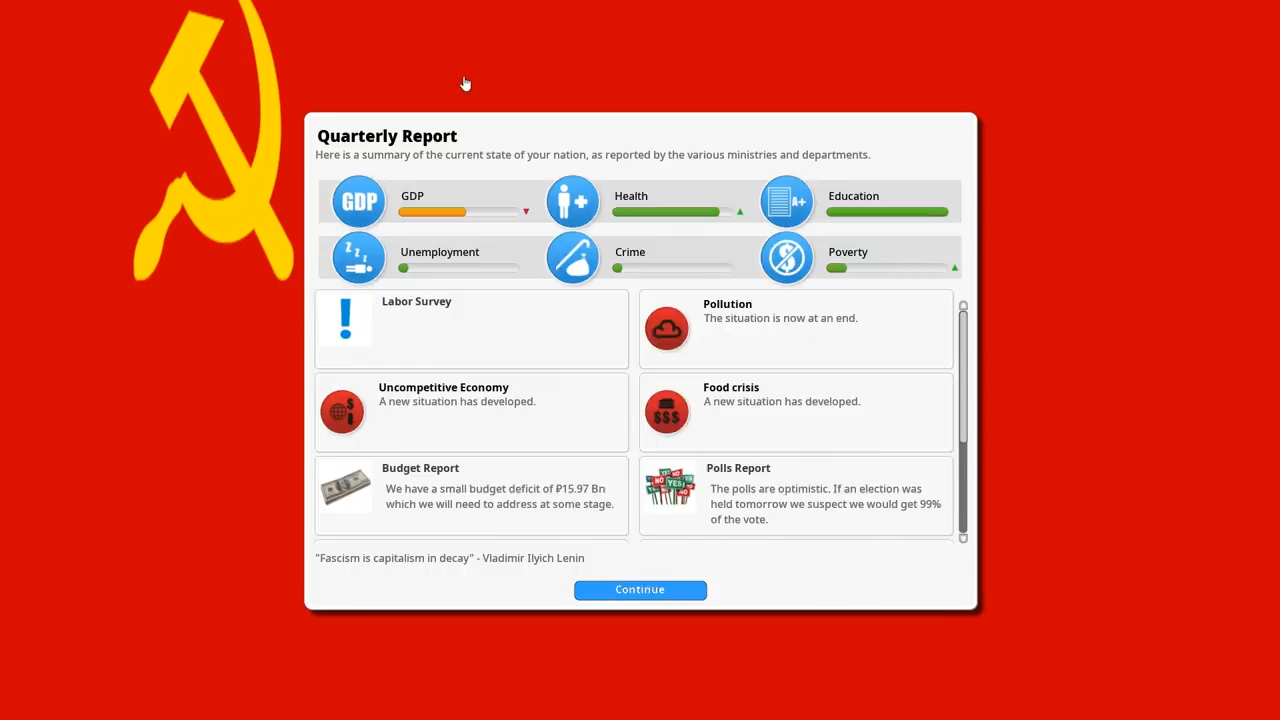 Quarterly Report
Here is a summary of the current state of your nation, as reported by the various ministries and departments.
GDP
GDP
Health
A+
Education
Unemployment
Crime
Poverty
Labor Survey
Pollution
The situation is now at an end.
Uncompetitive Economy
A new situation has developed.
Food crisis
A new situation has developed.
Budget Report
We have a small budget deficit of ₽15.97 Bn
which we will need to address at some stage.
Polls Report
The polls are optimistic. If an election was
held tomorrow we suspect we would get 99%
of the vote.
"Fascism is capitalism in decay" - Vladimir Ilyich Lenin
Continue